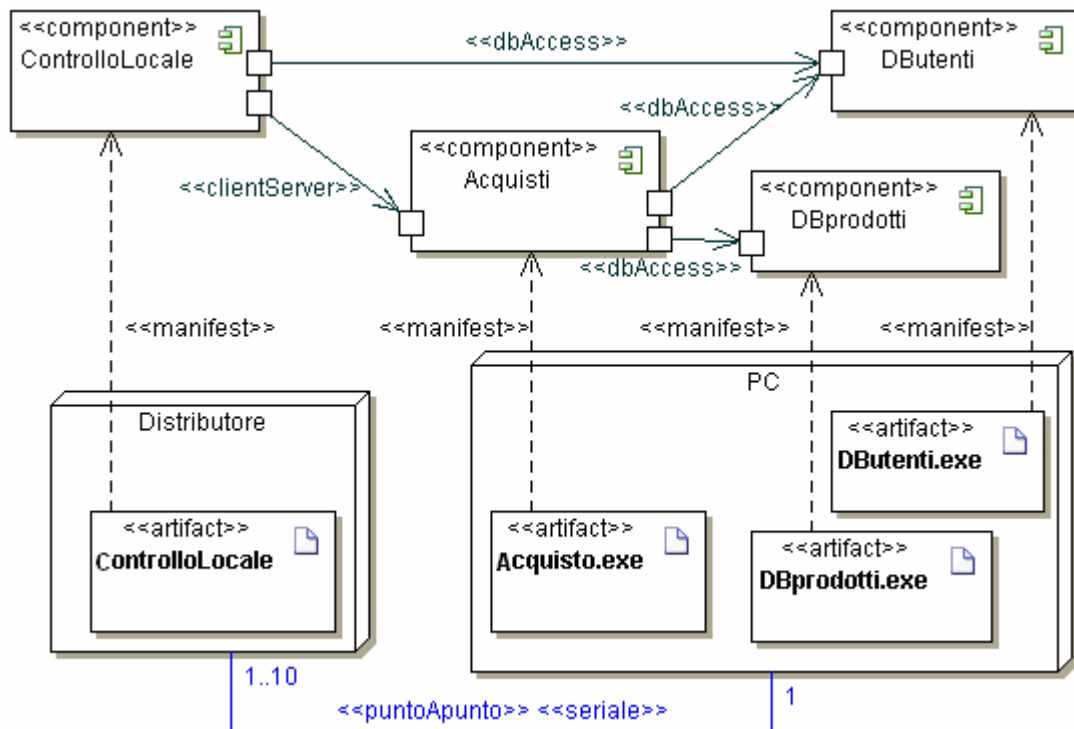 <<component>>
ControlloLocale
<<dbAccess>>
<<component>>
DButenti
<<dbAccess>>
<<component>>
Acquisti
<<clientServer>>
<<component>>
DBprodotti
<<dbAccess>>
<<manifest>>
<<manifest>>
<<manifest>>
<<manifest>>
Distributore
PC
<<artifact>>
DButenti.exe
<<artifact>>
ControlloLocale
<<artifact>>
Acquisto.exe
<<artifact>>
DBprodotti.exe
1..10
1
<<puntoApunto>> <<seriale>>